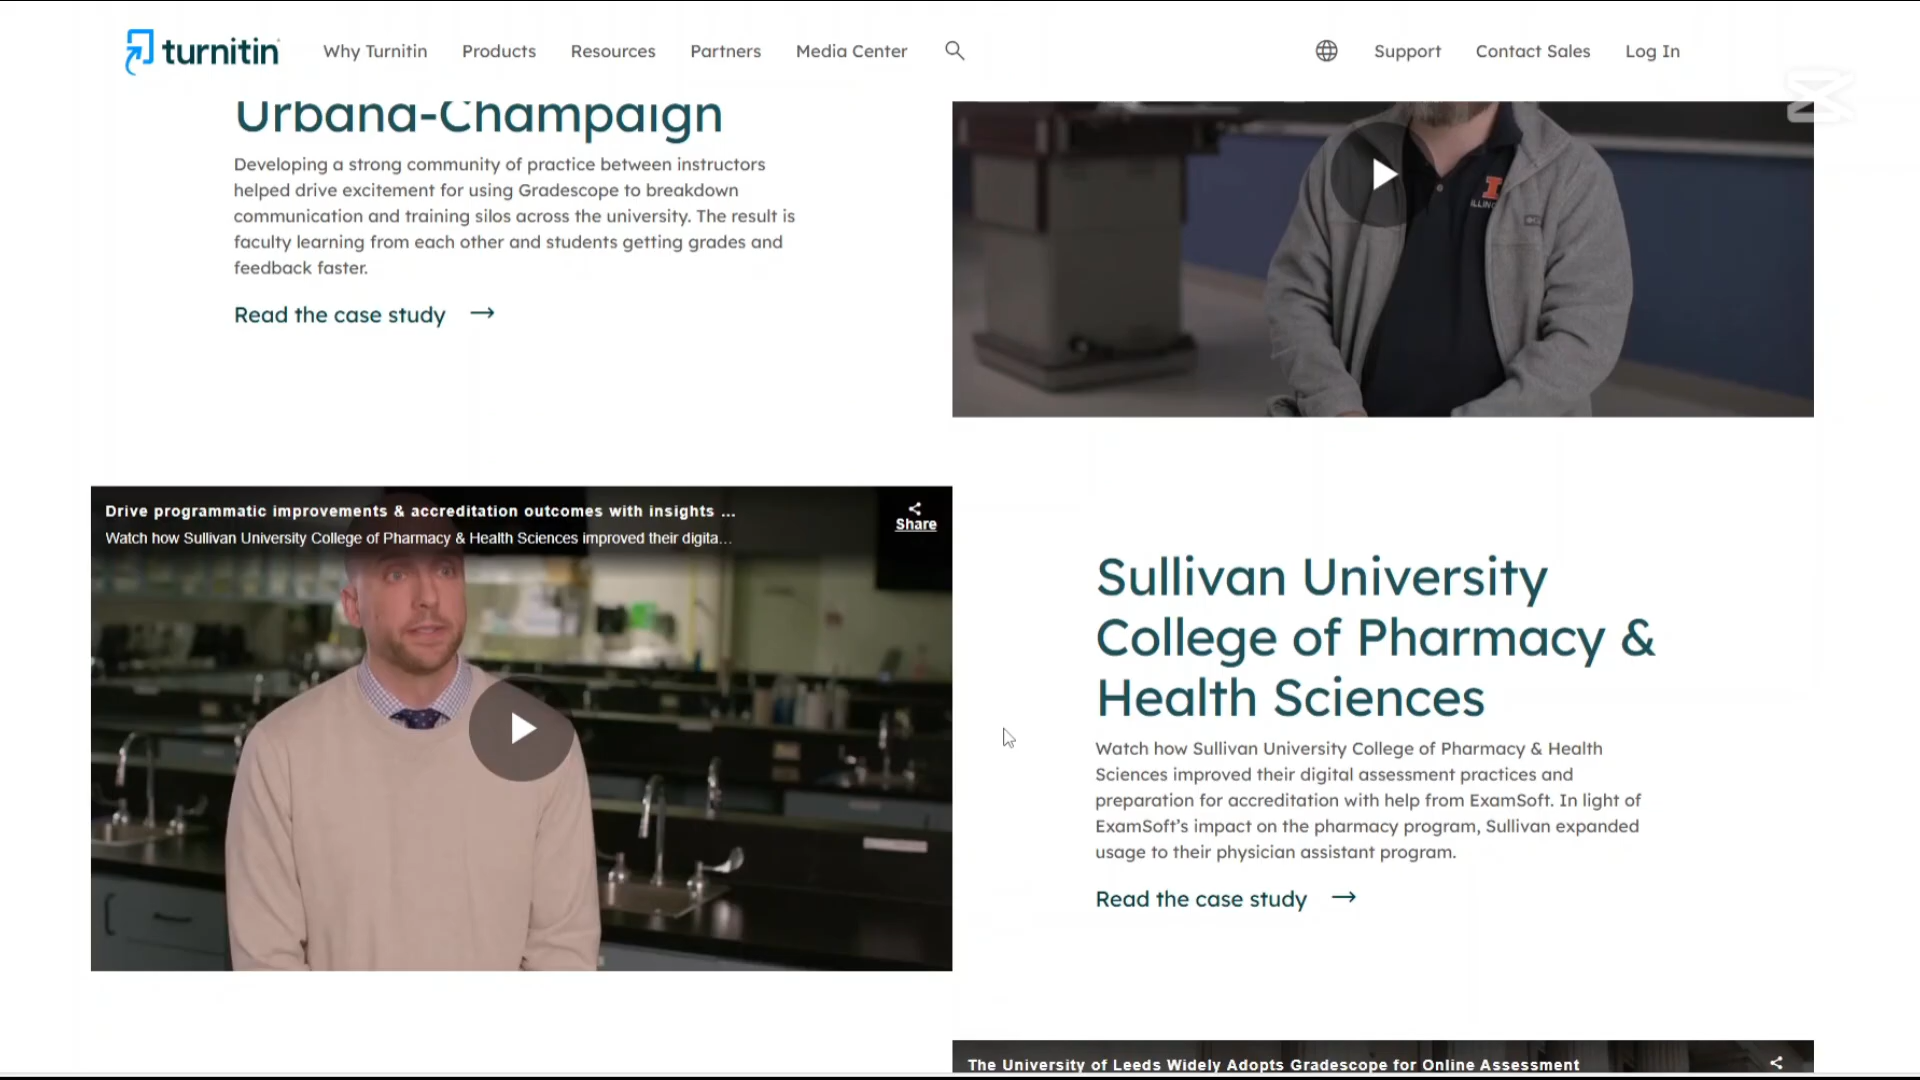 turnitin
Why Turnitin
Products
Resources
Partners
Media Center
Support
Contact Sales
Log In
Urbana-Champaign
Developing a strong community of practice between instructors
helped drive excitement for using Gradescope to breakdown
communication and training silos across the university. The result is
faculty learning from each other and students getting grades and
feedback faster.
Read the case study →
I
Drive programmatic improvements & accreditation outcomes with insights ...
Watch how Sullivan University College of Pharmacy & Health Sciences improved their digita...
Share
Sullivan University
College of Pharmacy &
Health Sciences
Watch how Sullivan University College of Pharmacy & Health
Sciences improved their digital assessment practices and
preparation for accreditation with help from ExamSoft. In light of
ExamSoft's impact on the pharmacy program, Sullivan expanded
usage to their physician assistant program.
Read the case study →
The University of Leeds Widely Adopts Gradescope for Online Assessment